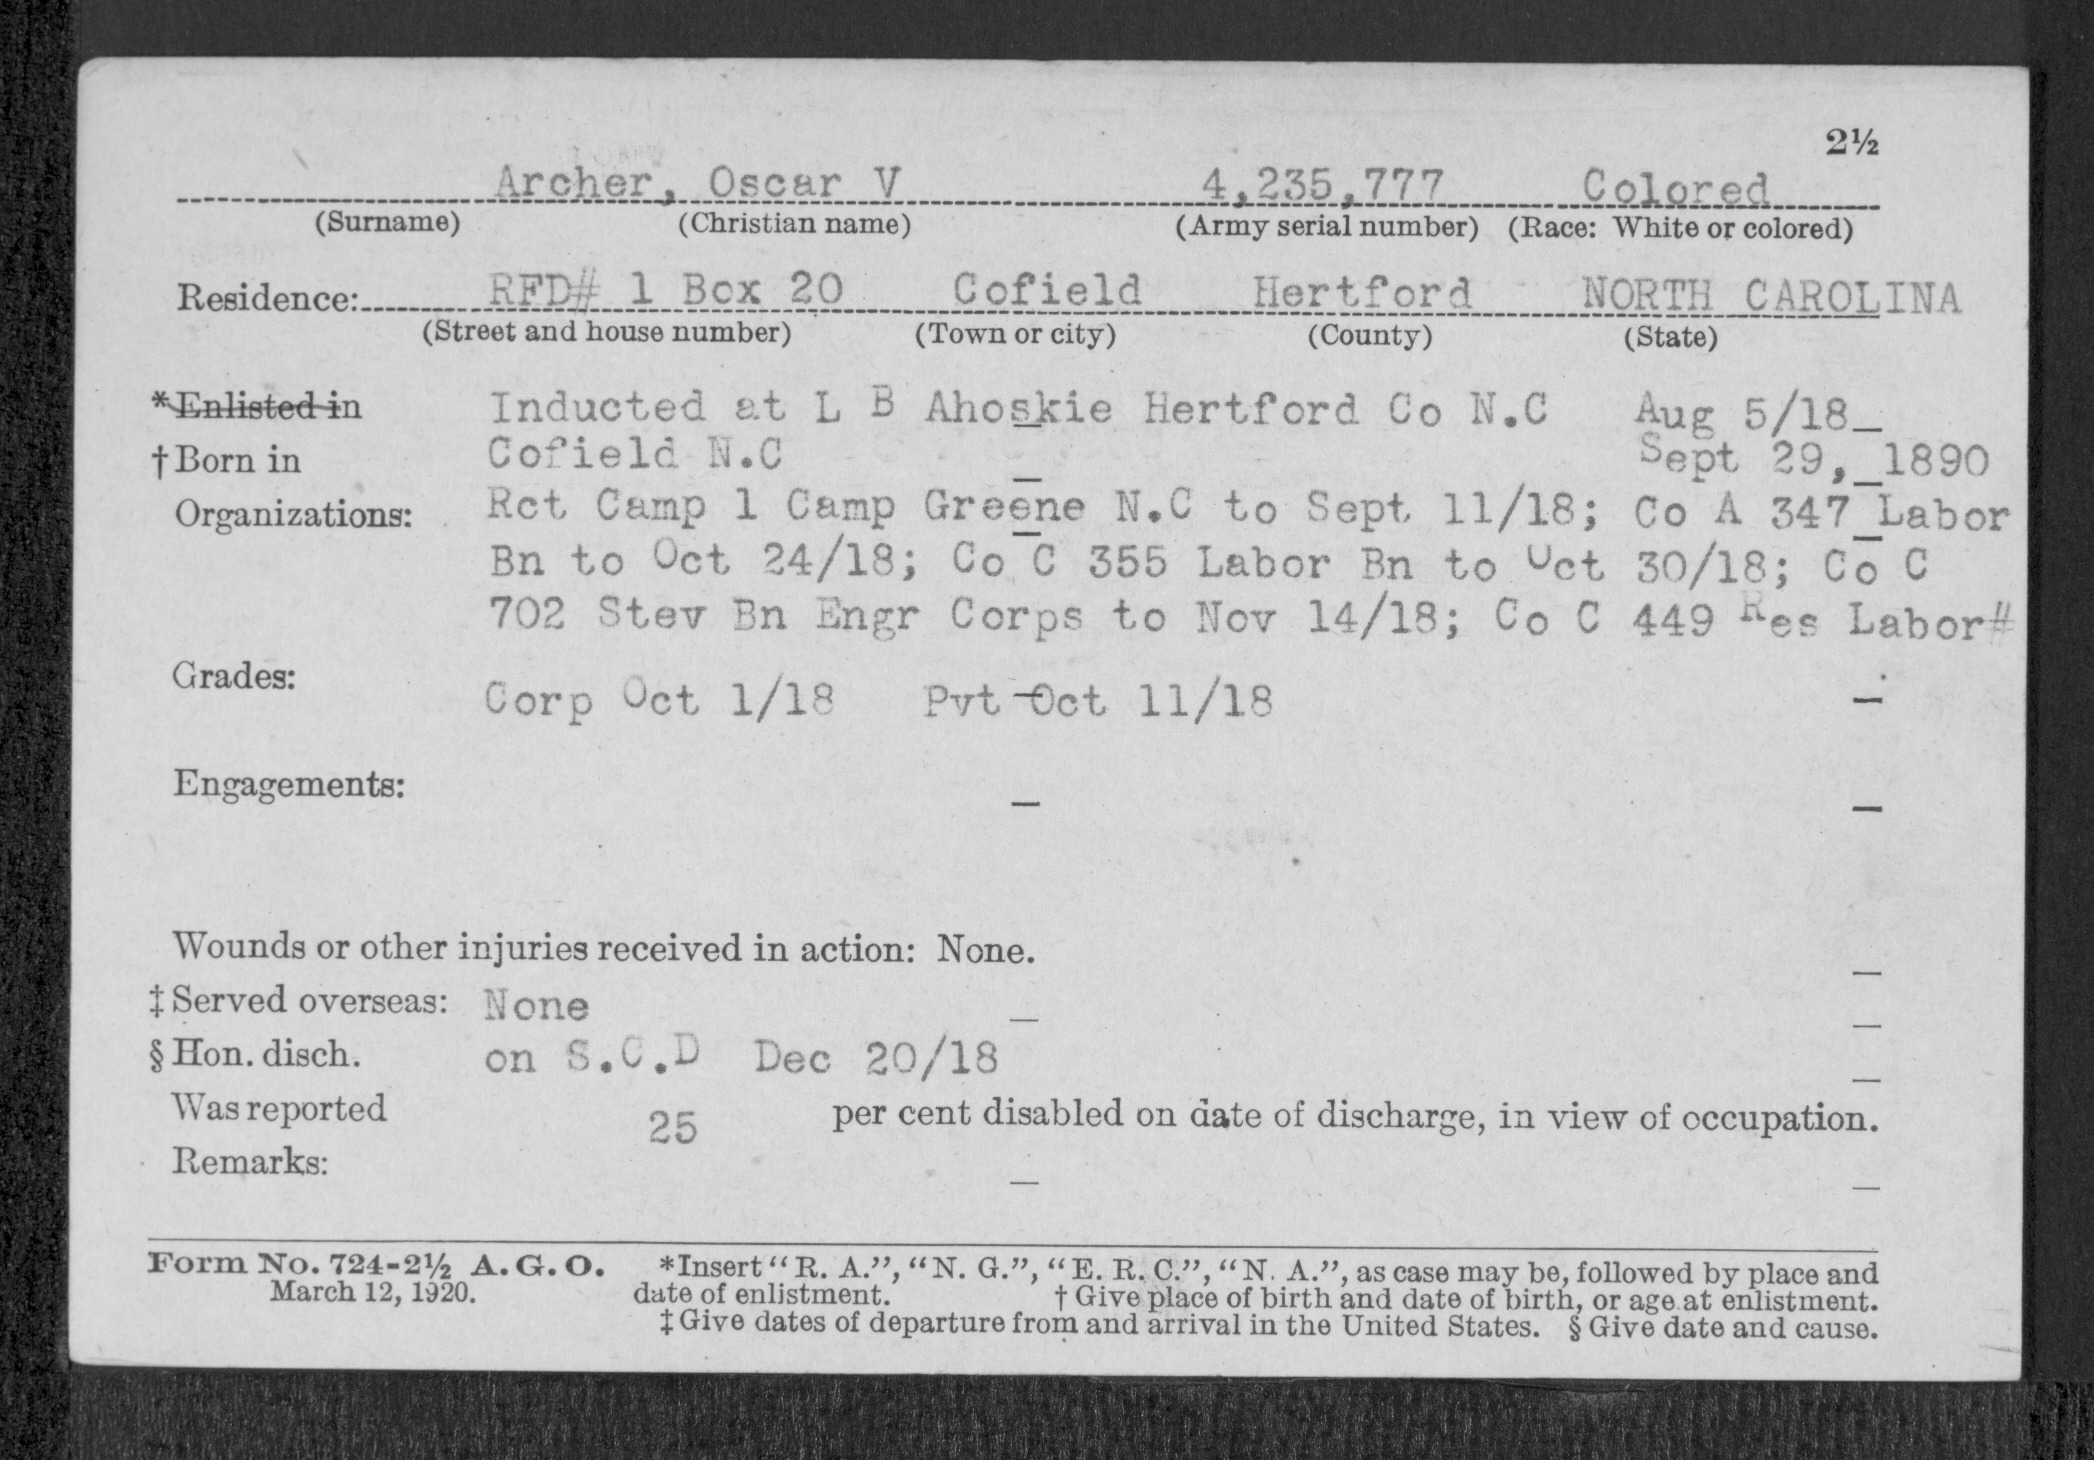 2½
Archer, Oscar V 4,235,777 Colored
(Surname) (Christian name) (Army serial number) (Race: White or colored)
Residence: RFD# 1 Box 20 Cofield Hertford NORTH CAROLINA
(Street and house number) (Town or city) (County) (State)
*Enlisted in Inducted at L B Ahoskie Hertford Co N.C Aug 5/18
†Born in Cofield N.C Sept 29, 1890
Organizations: Rct Camp 1 Camp Greene N.C to Sept 11/18; Co A 347 Labor
Bn to Oct 24/18; Co C 355 Labor Bn to Oct 30/18; Co C
702 Stev Bn Engr Corps to Nov 14/18; Co C 449 Res Labor#
Grades: Corp Oct 1/18 Pvt Oct 11/18
Engagements:
Wounds or other injuries received in action: None.
‡Served overseas: None
§Hon. disch. on S.C.D Dec 20/18
Was reported 25 per cent disabled on date of discharge, in view of occupation.
Remarks:
Form No. 724-2½ A.G.O. *Insert "R. A.", "N. G.", "E. R. C.", "N. A.", as case may be, followed by place and
March 12, 1920. date of enlistment. †Give place of birth and date of birth, or age at enlistment.
‡Give dates of departure from and arrival in the United States. §Give date and cause.